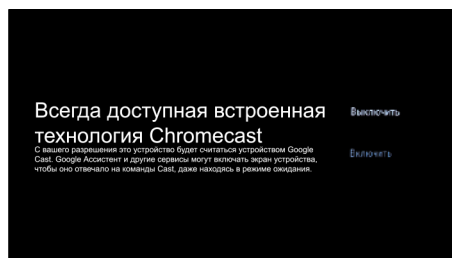 Всегда доступная встроенная
технология Chromecast
С вашего разрешения это устройство будет считаться устройством Google
Cast. Google Ассистент и другие сервисы могут включать экран устройства,
чтобы оно отвечало на команды Cast, даже находясь в режиме ожидания.
Выключить
Включить